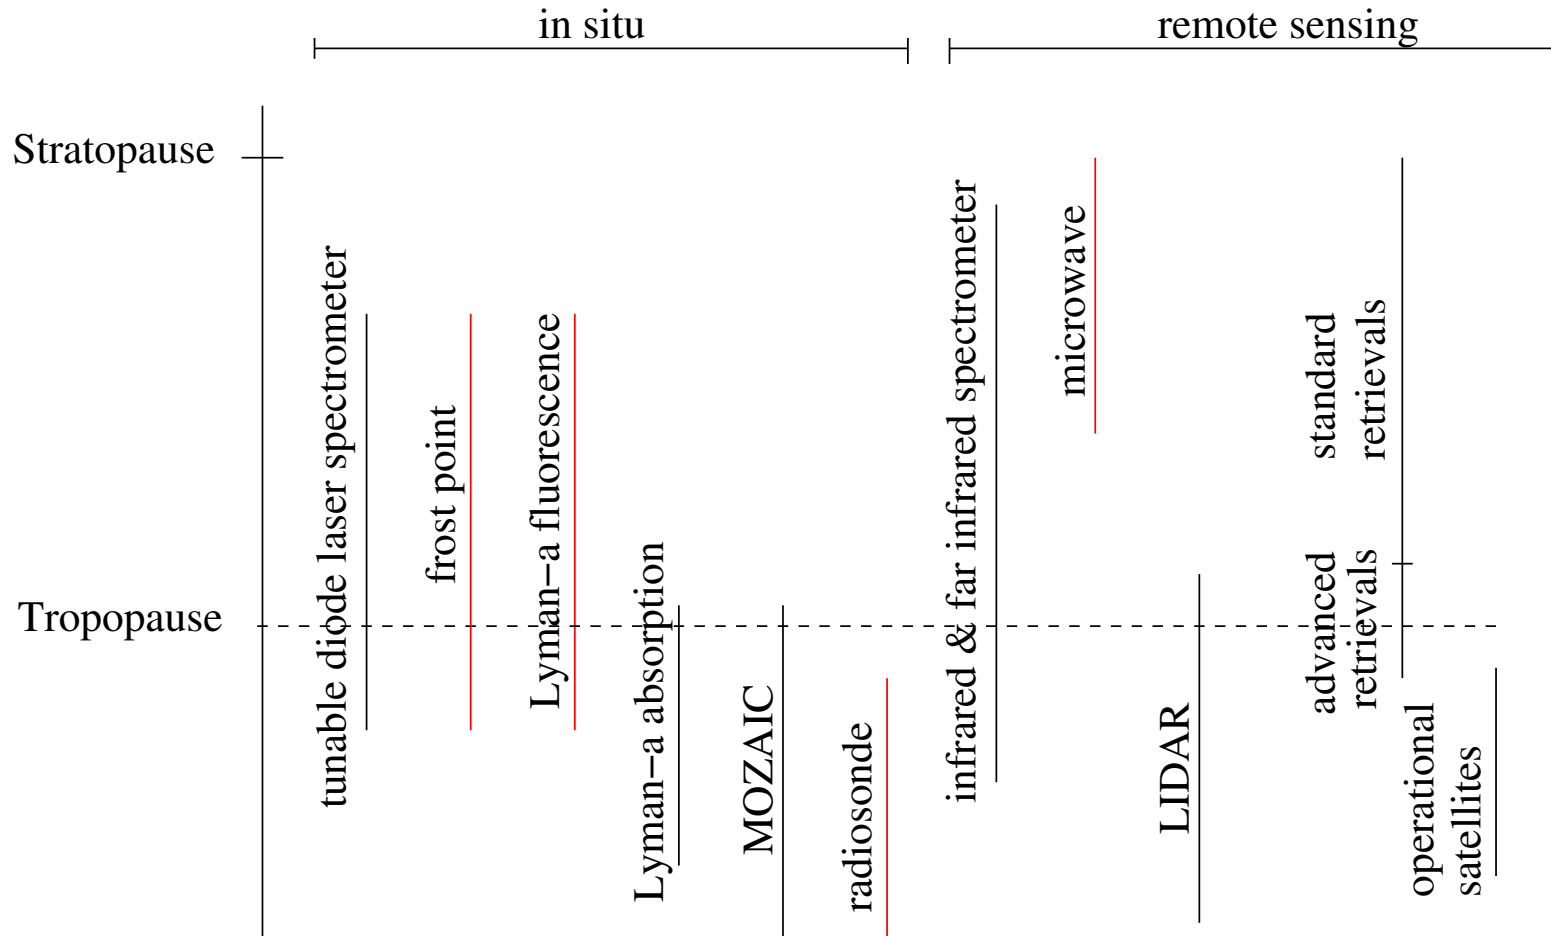 in situ
remote sensing
Stratopause
Tropopause
tunable diode laser spectrometer
frost point
Lyman−a fluorescence
Lyman−a absorption
MOZAIC
radiosonde
infrared & far infrared spectrometer
microwave
LIDAR
standard
retrievals
advanced
retrievals
operational
satellites